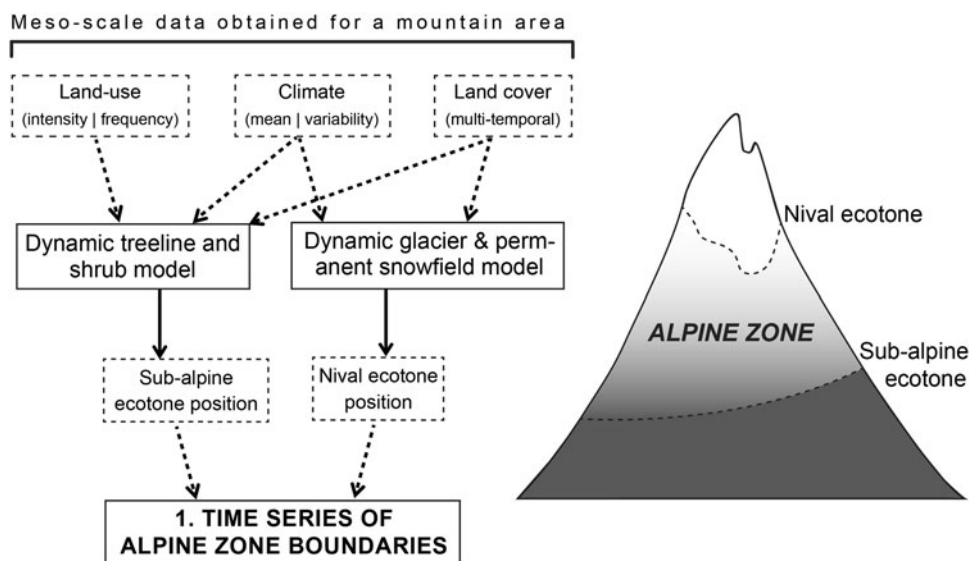 Meso-scale data obtained for a mountain area
Land-use
(intensity | frequency)
Climate
(mean | variability)
Land cover
(multi-temporal)
Dynamic treeline and
shrub model
Dynamic glacier & perm-
anent snowfield model
Sub-alpine
ecotone position
Nival ecotone
position
1. TIME SERIES OF
ALPINE ZONE BOUNDARIES
Nival ecotone
ALPINE ZONE
Sub-alpine
ecotone